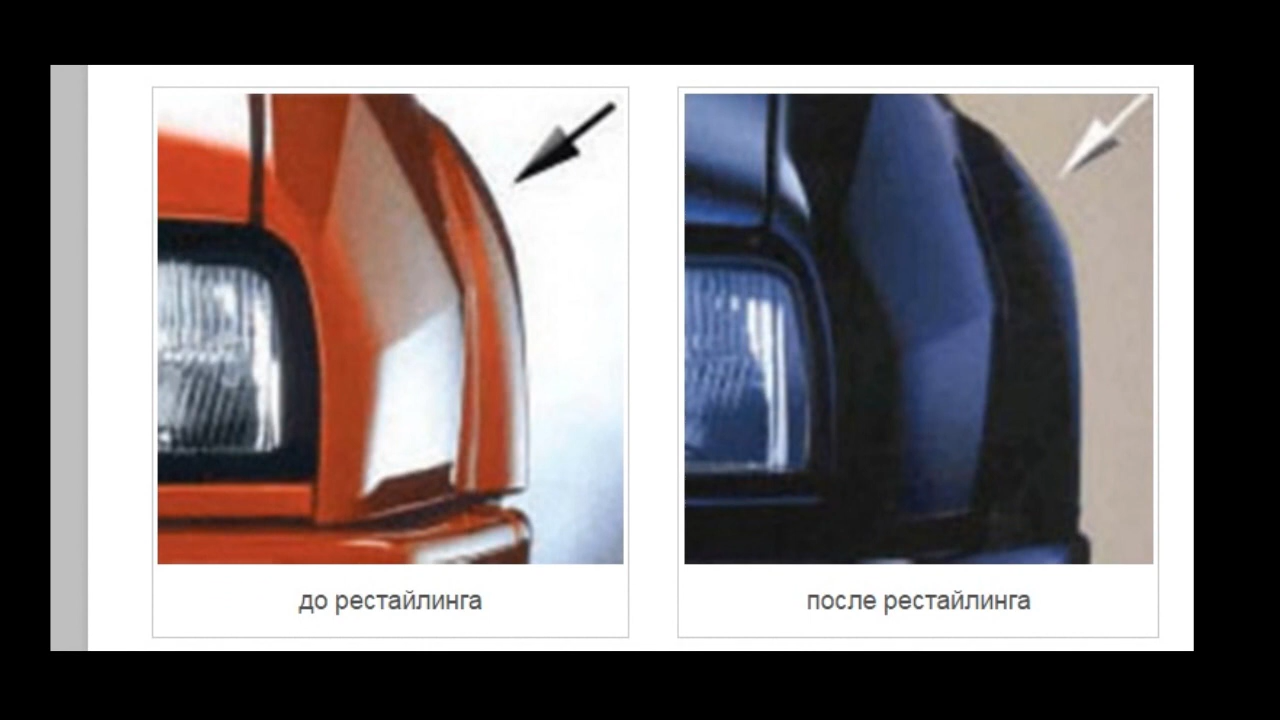 до рестайлинга
после рестайлинга